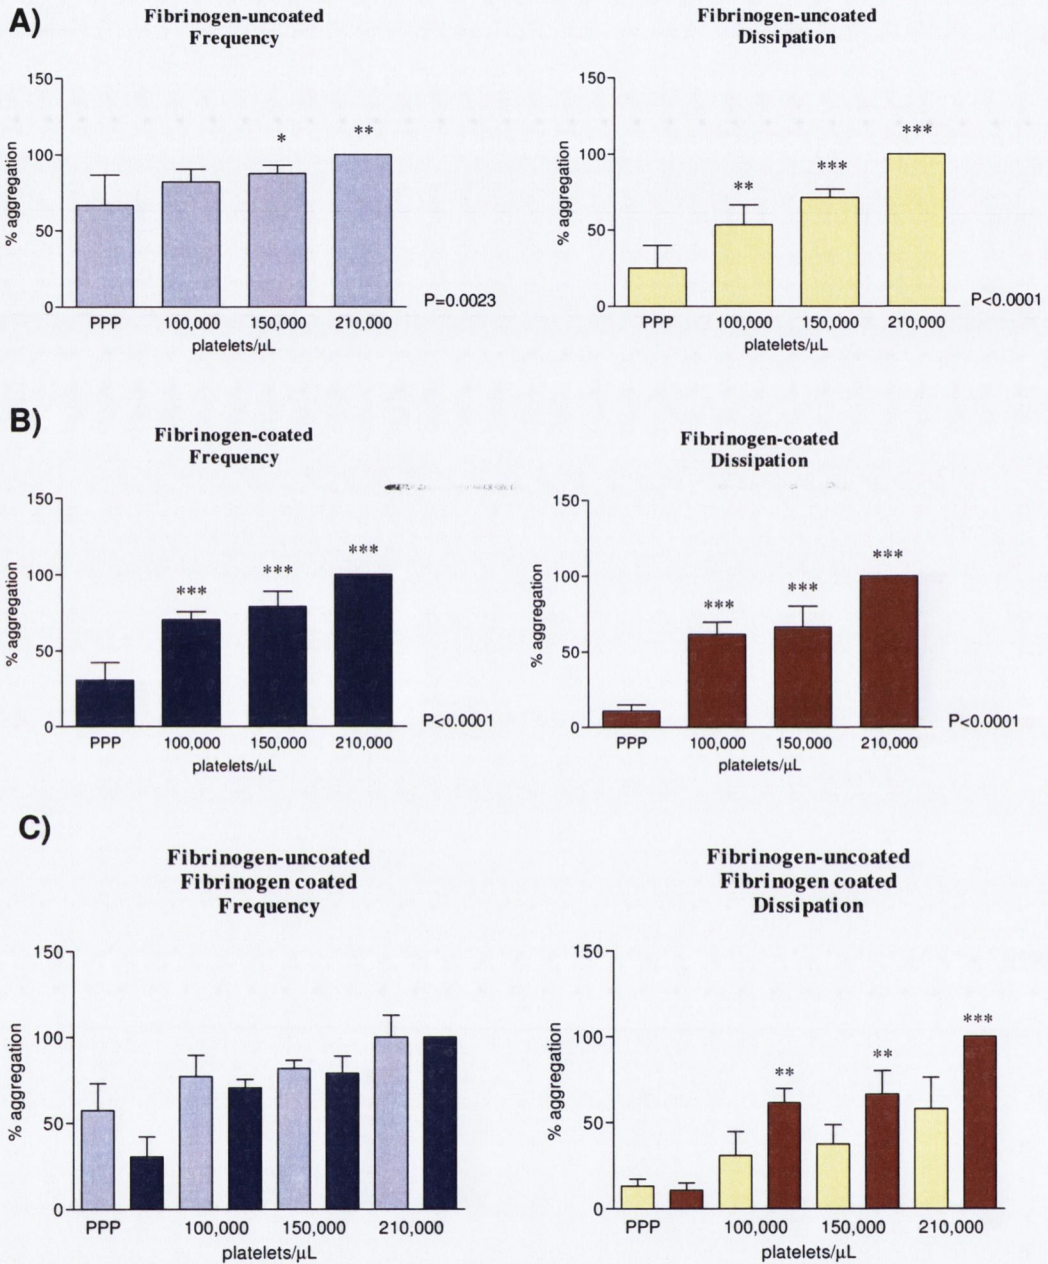 A)
Fibrinogen-uncoated
Frequency
150
100
50
0
% aggregation
*
**
PPP
100,000
150,000
210,000
platelets/μL
P=0.0023
Fibrinogen-uncoated
Dissipation
150
100
50
0
% aggregation
**
***
***
PPP
100,000
150,000
210,000
platelets/μL
P<0.0001
B)
Fibrinogen-coated
Frequency
150
100
50
0
% aggregation
***
***
***
PPP
100,000
150,000
210,000
platelets/μL
P<0.0001
Fibrinogen-coated
Dissipation
150
100
50
0
% aggregation
***
***
***
PPP
100,000
150,000
210,000
platelets/μL
P<0.0001
C)
Fibrinogen-uncoated
Fibrinogen coated
Frequency
150
100
50
0
% aggregation
PPP
100,000
150,000
210,000
platelets/μL
Fibrinogen-uncoated
Fibrinogen coated
Dissipation
150
100
50
0
% aggregation
**
**
***
PPP
100,000
150,000
210,000
platelets/μL